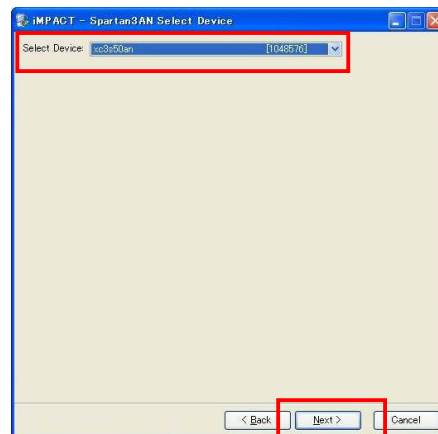 iMPACT - Spartan3AN Select Device
Select Device: xc3s50an [1048576]
< Back Next > Cancel